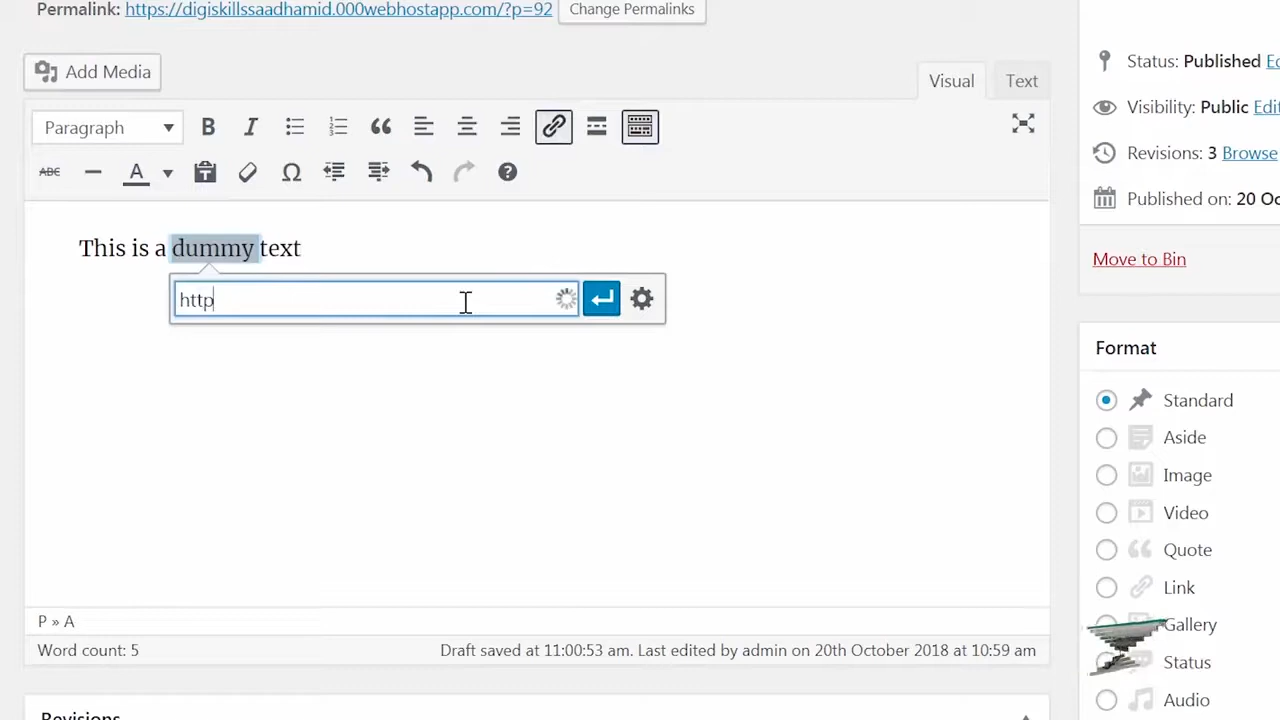 Permalink: https://digiskillssaadhamid.000webhostapp.com/?p=92 Change Permalinks
Add Media
Visual Text
Paragraph
B I ABC A
This is a dummy text
http
P » A
Word count: 5
Draft saved at 11:00:53 am. Last edited by admin on 20th October 2018 at 10:59 am
Revisions
Status: Published
Visibility: Public Edit
Revisions: 3 Browse
Published on: 20
Move to Bin
Format
Standard
Aside
Image
Video
Quote
Link
Gallery
Status
Audio